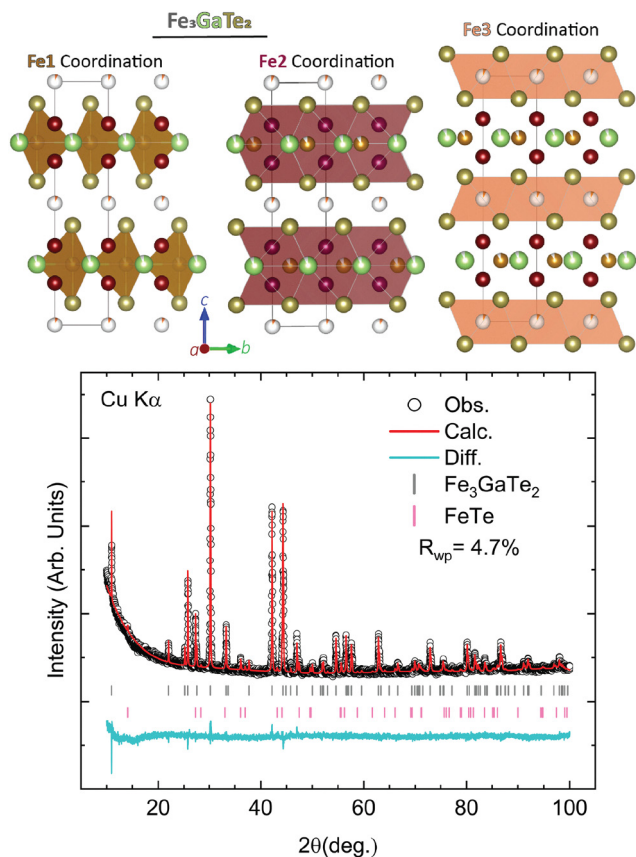 Fe₃GaTe₂
Fe1 Coordination
Fe2 Coordination
Fe3 Coordination
c
a
b
Cu Kα
Obs.
Calc.
Diff.
Fe₃GaTe₂
FeTe
R_wp = 4.7%
Intensity (Arb. Units)
20 40 60 80 100
2θ(deg.)